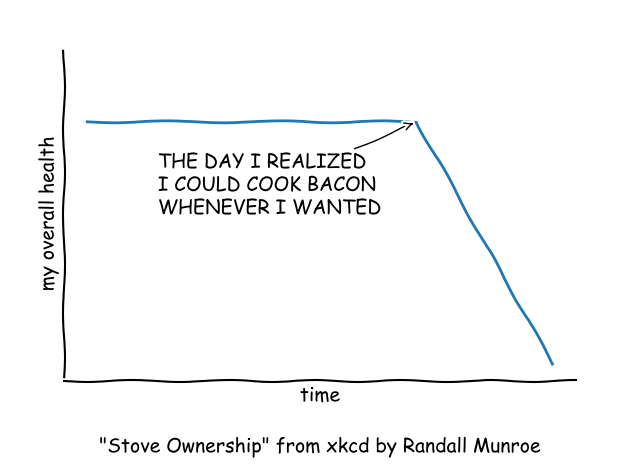 my overall health
THE DAY I REALIZED
I COULD COOK BACON
WHENEVER I WANTED
time
"Stove Ownership" from xkcd by Randall Munroe